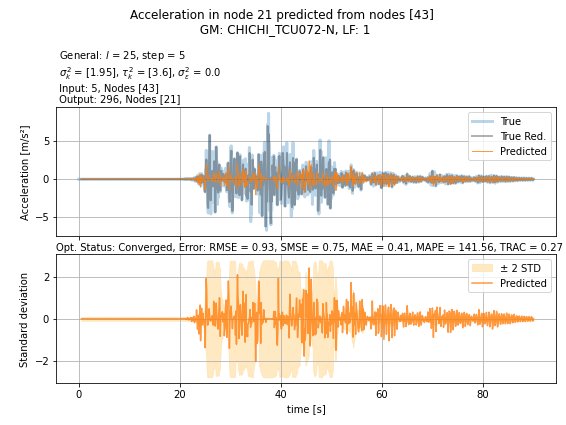 Acceleration in node 21 predicted from nodes [43]
GM: CHICHI_TCU072-N, LF: 1
General: l = 25, step = 5
σ²ₖ = [1.95], τ²ₖ = [3.6], σ²ₑ = 0.0
Input: 5, Nodes [43]
Output: 296, Nodes [21]
True
True Red.
Predicted
Acceleration [m/s²]
5
0
−5
Opt. Status: Converged, Error: RMSE = 0.93, SMSE = 0.75, MAE = 0.41, MAPE = 141.56, TRAC = 0.27
± 2 STD
Predicted
Standard deviation
2
0
−2
0 20 40 60 80
time [s]